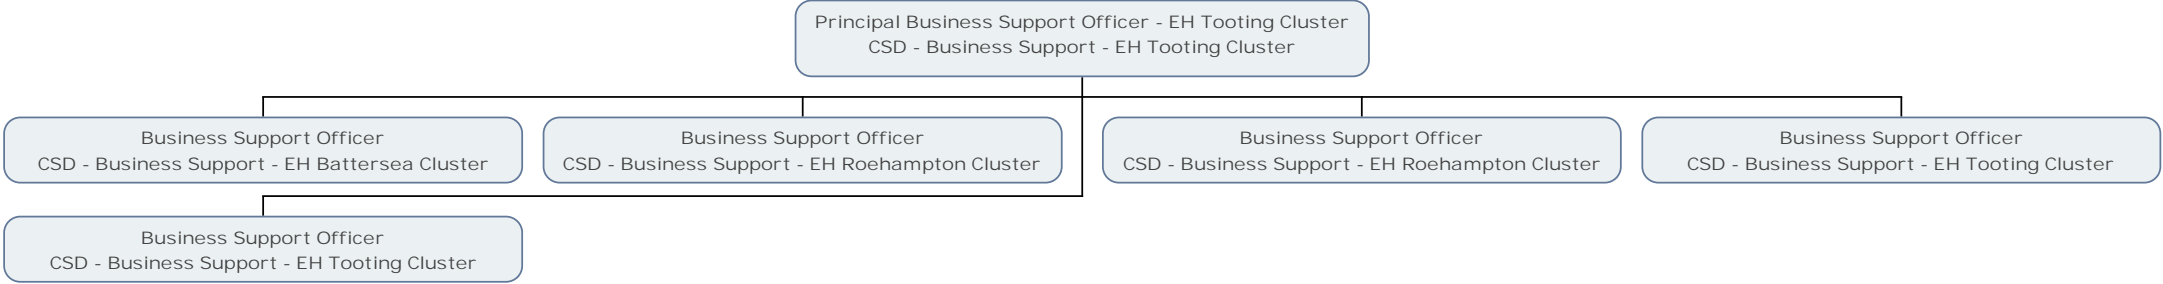 Principal Business Support Officer - EH Tooting Cluster
CSD - Business Support - EH Tooting Cluster
Business Support Officer
CSD - Business Support - EH Battersea Cluster
Business Support Officer
CSD - Business Support - EH Roehampton Cluster
Business Support Officer
CSD - Business Support - EH Roehampton Cluster
Business Support Officer
CSD - Business Support - EH Tooting Cluster
Business Support Officer
CSD - Business Support - EH Tooting Cluster